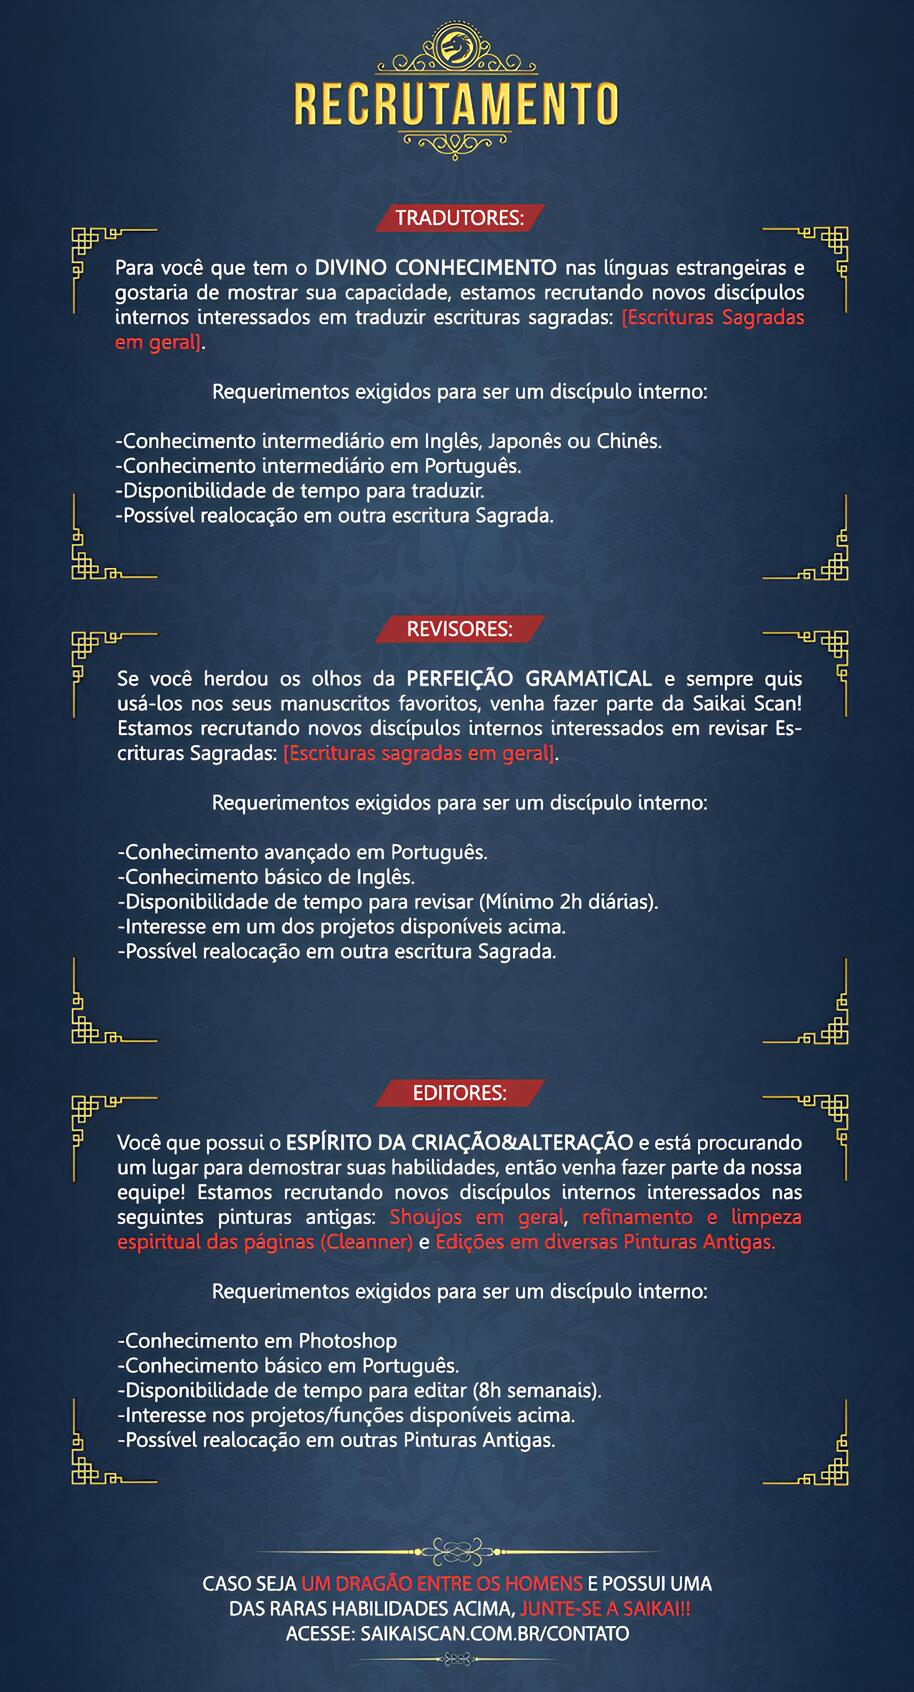 RECRUTAMENTO
TRADUTORES:
Para você que tem o DIVINO CONHECIMENTO nas línguas estrangeiras e
gostaria de mostrar sua capacidade, estamos recrutando novos discípulos
internos interessados em traduzir escrituras sagradas: [Escrituras Sagradas
em geral].
Requerimentos exigidos para ser um discípulo interno:
-Conhecimento intermediário em Inglês, Japonês ou Chinês.
-Conhecimento intermediário em Português.
-Disponibilidade de tempo para traduzir.
-Possível realocação em outra escritura Sagrada.
REVISORES:
Se você herdou os olhos da PERFEIÇÃO GRAMATICAL e sempre quis
usá-los nos seus manuscritos favoritos, venha fazer parte da Saikai Scan!
Estamos recrutando novos discípulos internos interessados em revisar Es-
crituras Sagradas: [Escrituras sagradas em geral].
Requerimentos exigidos para ser um discípulo interno:
-Conhecimento avançado em Português.
-Conhecimento básico de Inglês.
-Disponibilidade de tempo para revisar (Mínimo 2h diárias).
-Interesse em um dos projetos disponíveis acima.
-Possível realocação em outra escritura Sagrada.
EDITORES:
Você que possui o ESPÍRITO DA CRIAÇÃO&ALTERAÇÃO e está procurando
um lugar para demostrar suas habilidades, então venha fazer parte da nossa
equipe! Estamos recrutando novos discípulos internos interessados nas
seguintes pinturas antigas: Shoujos em geral, refinamento e limpeza
espiritual das páginas (Cleanner) e Edições em diversas Pinturas Antigas.
Requerimentos exigidos para ser um discípulo interno:
-Conhecimento em Photoshop
-Conhecimento básico em Português.
-Disponibilidade de tempo para editar (8h semanais).
-Interesse nos projetos/funções disponíveis acima.
-Possível realocação em outras Pinturas Antigas.
CASO SEJA UM DRAGÃO ENTRE OS HOMENS E POSSUI UMA
DAS RARAS HABILIDADES ACIMA, JUNTE-SE A SAIKAI!!
ACESSE: SAIKAISCAN.COM.BR/CONTATO